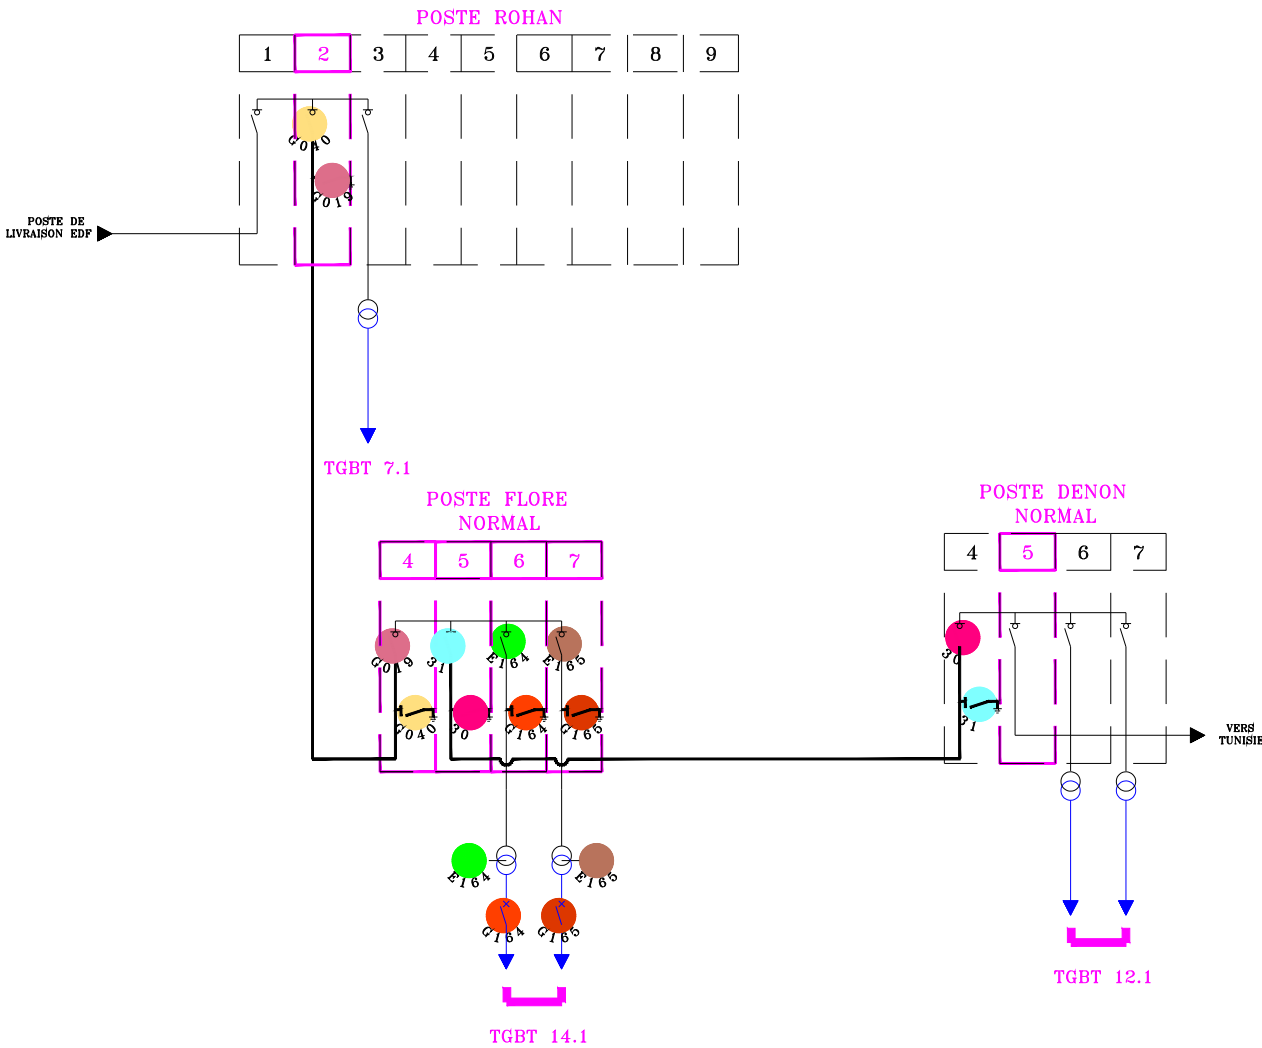 POSTE ROHAN
1 2 3 4 5 6 7 8 9
G040
G019
POSTE DE
LIVRAISON EDF
TGBT 7.1
POSTE FLORE
NORMAL
4 5 6 7
G019 31 E164 E165
G040 30 G164 G165
E164 E165
G164 G165
TGBT 14.1
POSTE DENON
NORMAL
4 5 6 7
30
31
VERS
TUNISIE
TGBT 12.1